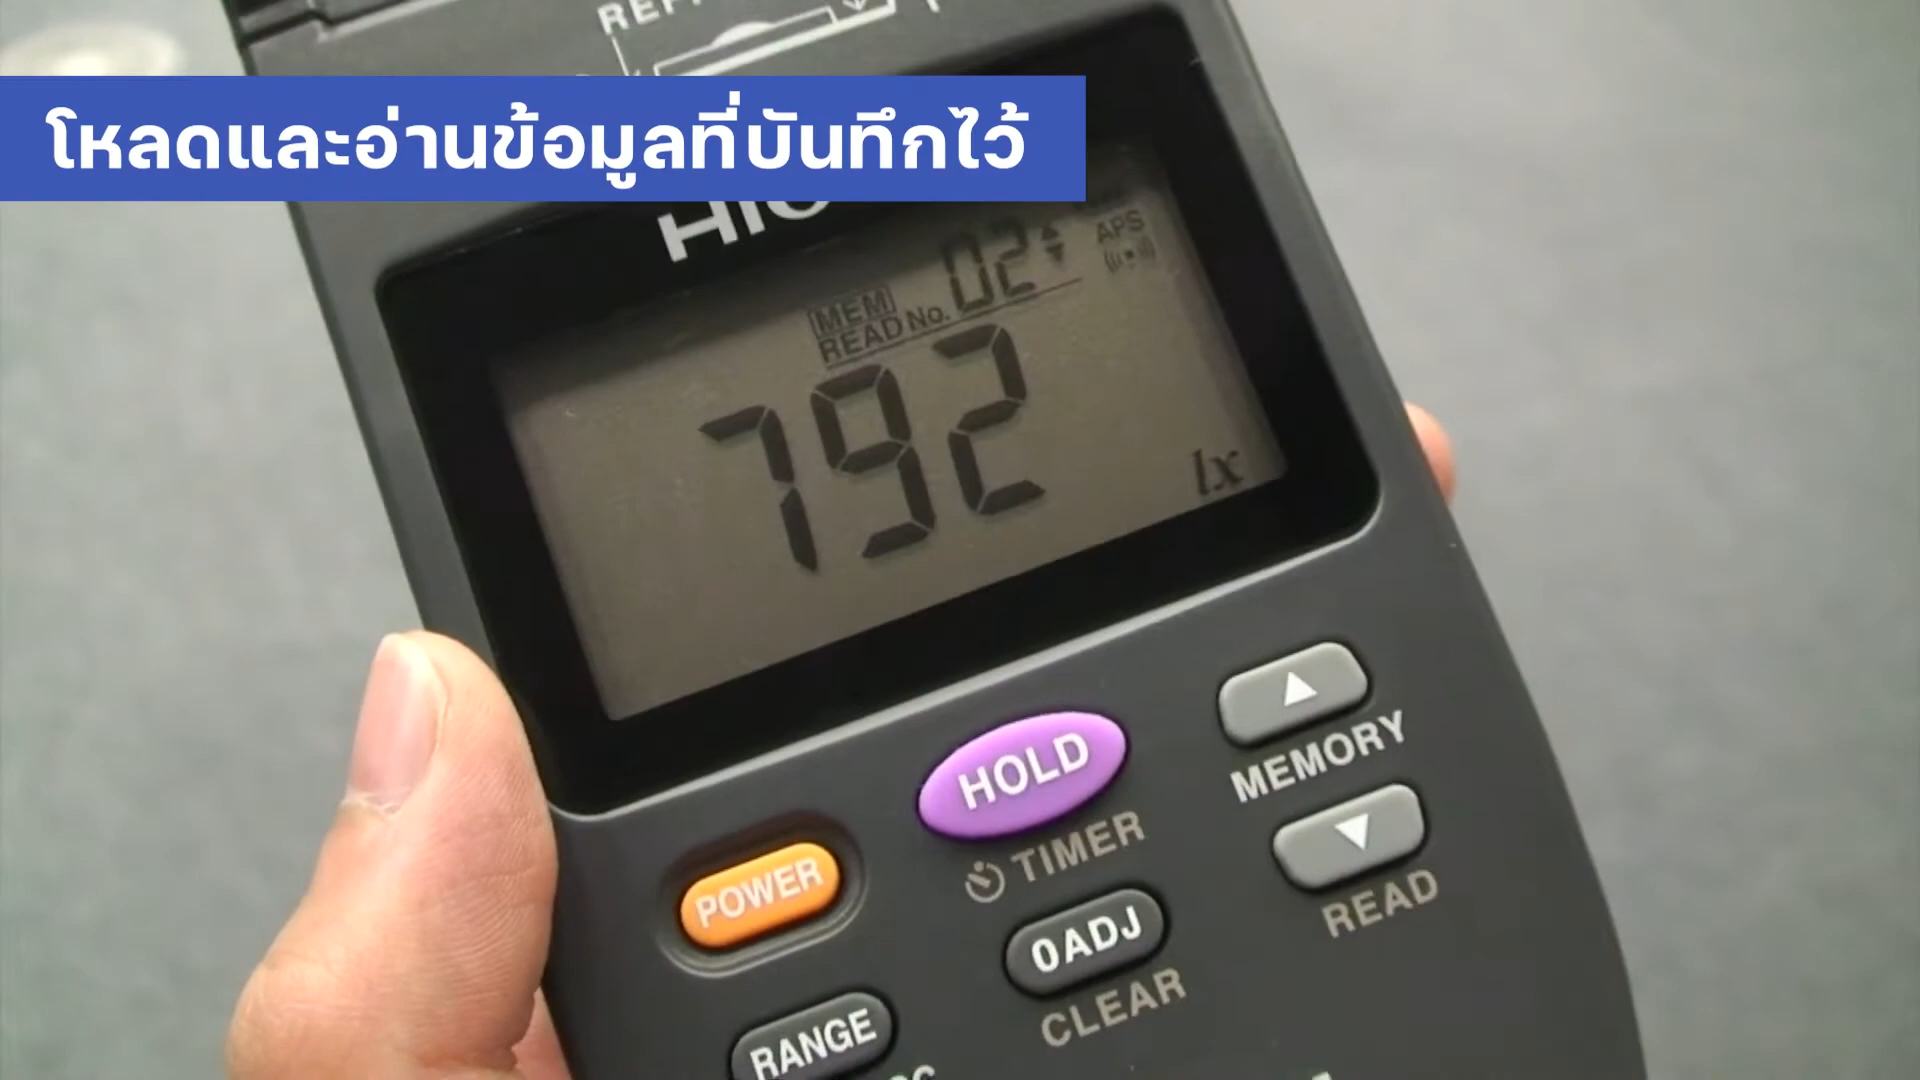 โหลดและอ่านข้อมูลที่บันทึกไว้
MEM
READ No. 02
APS
792
lx
HOLD
TIMER
MEMORY
POWER
0ADJ
READ
CLEAR
RANGE